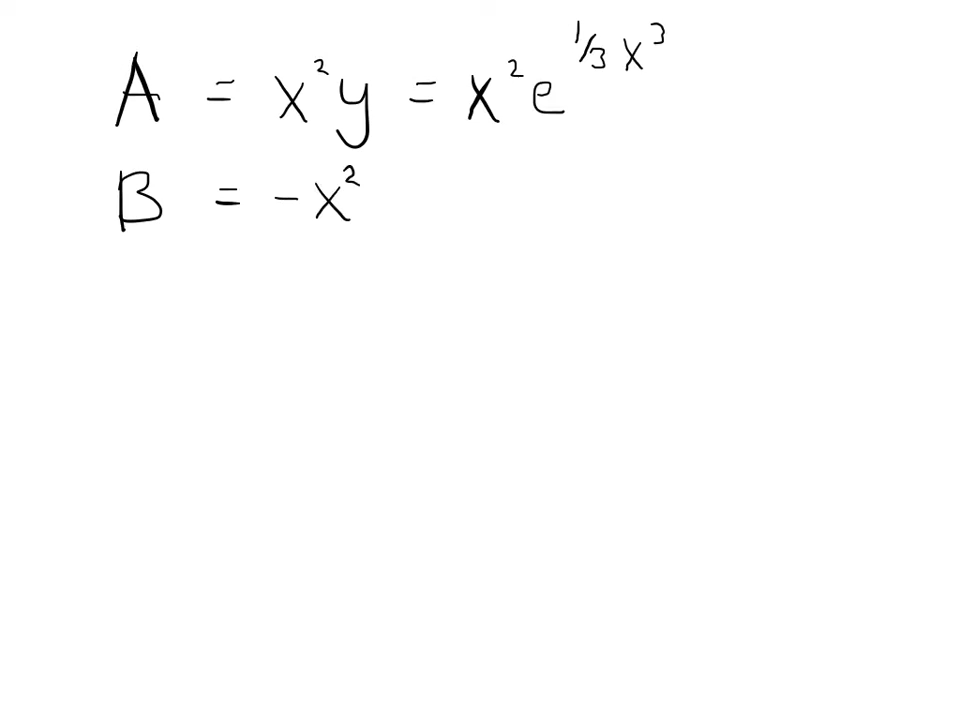 A = x²y = x²e^{1/3 x³}
B = -x²